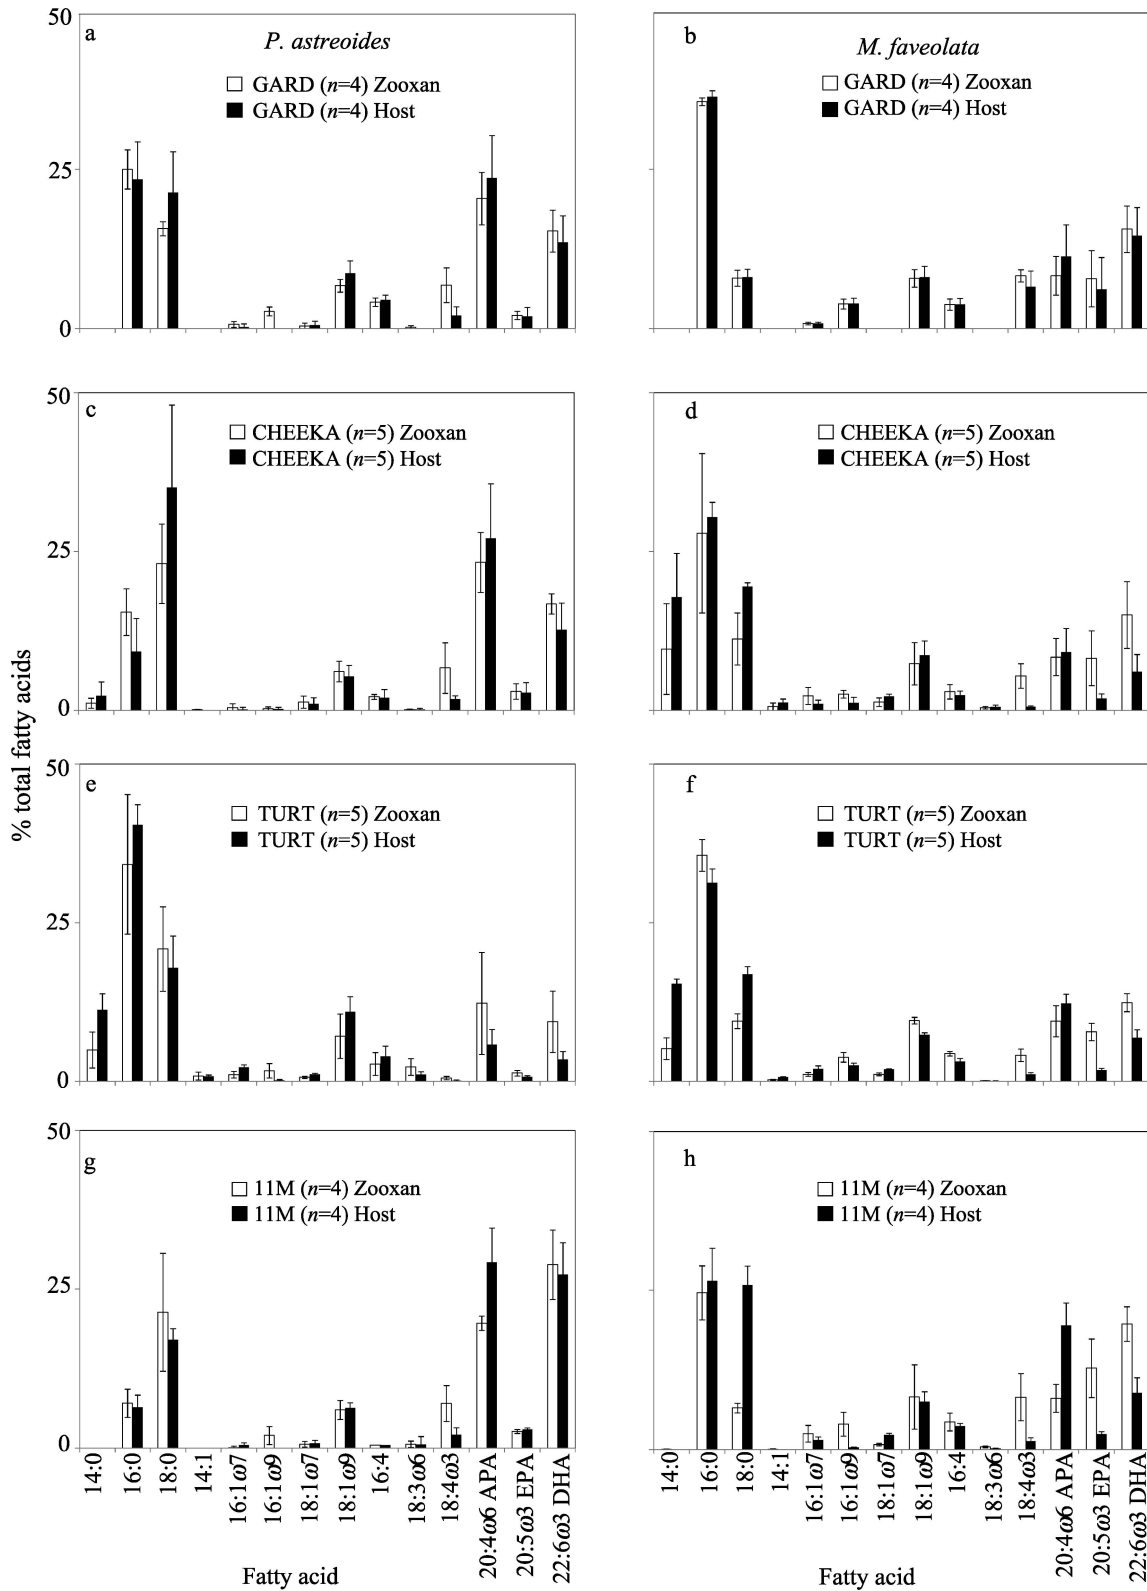 50
a
P. astreoides
GARD (n=4) Zooxan
GARD (n=4) Host
25
0
b
M. faveolata
GARD (n=4) Zooxan
GARD (n=4) Host
50
c
CHEEKA (n=5) Zooxan
CHEEKA (n=5) Host
25
0
d
CHEEKA (n=5) Zooxan
CHEEKA (n=5) Host
% total fatty acids
50
e
TURT (n=5) Zooxan
TURT (n=5) Host
25
0
f
TURT (n=5) Zooxan
TURT (n=5) Host
50
g
11M (n=4) Zooxan
11M (n=4) Host
25
0
h
11M (n=4) Zooxan
11M (n=4) Host
14:0
16:0
18:0
14:1
16:1ω7
16:1ω9
18:1ω7
18:1ω9
16:4
18:3ω6
18:4ω3
20:4ω6 APA
20:5ω3 EPA
22:6ω3 DHA
Fatty acid
14:0
16:0
18:0
14:1
16:1ω7
16:1ω9
18:1ω7
18:1ω9
16:4
18:3ω6
18:4ω3
20:4ω6 APA
20:5ω3 EPA
22:6ω3 DHA
Fatty acid